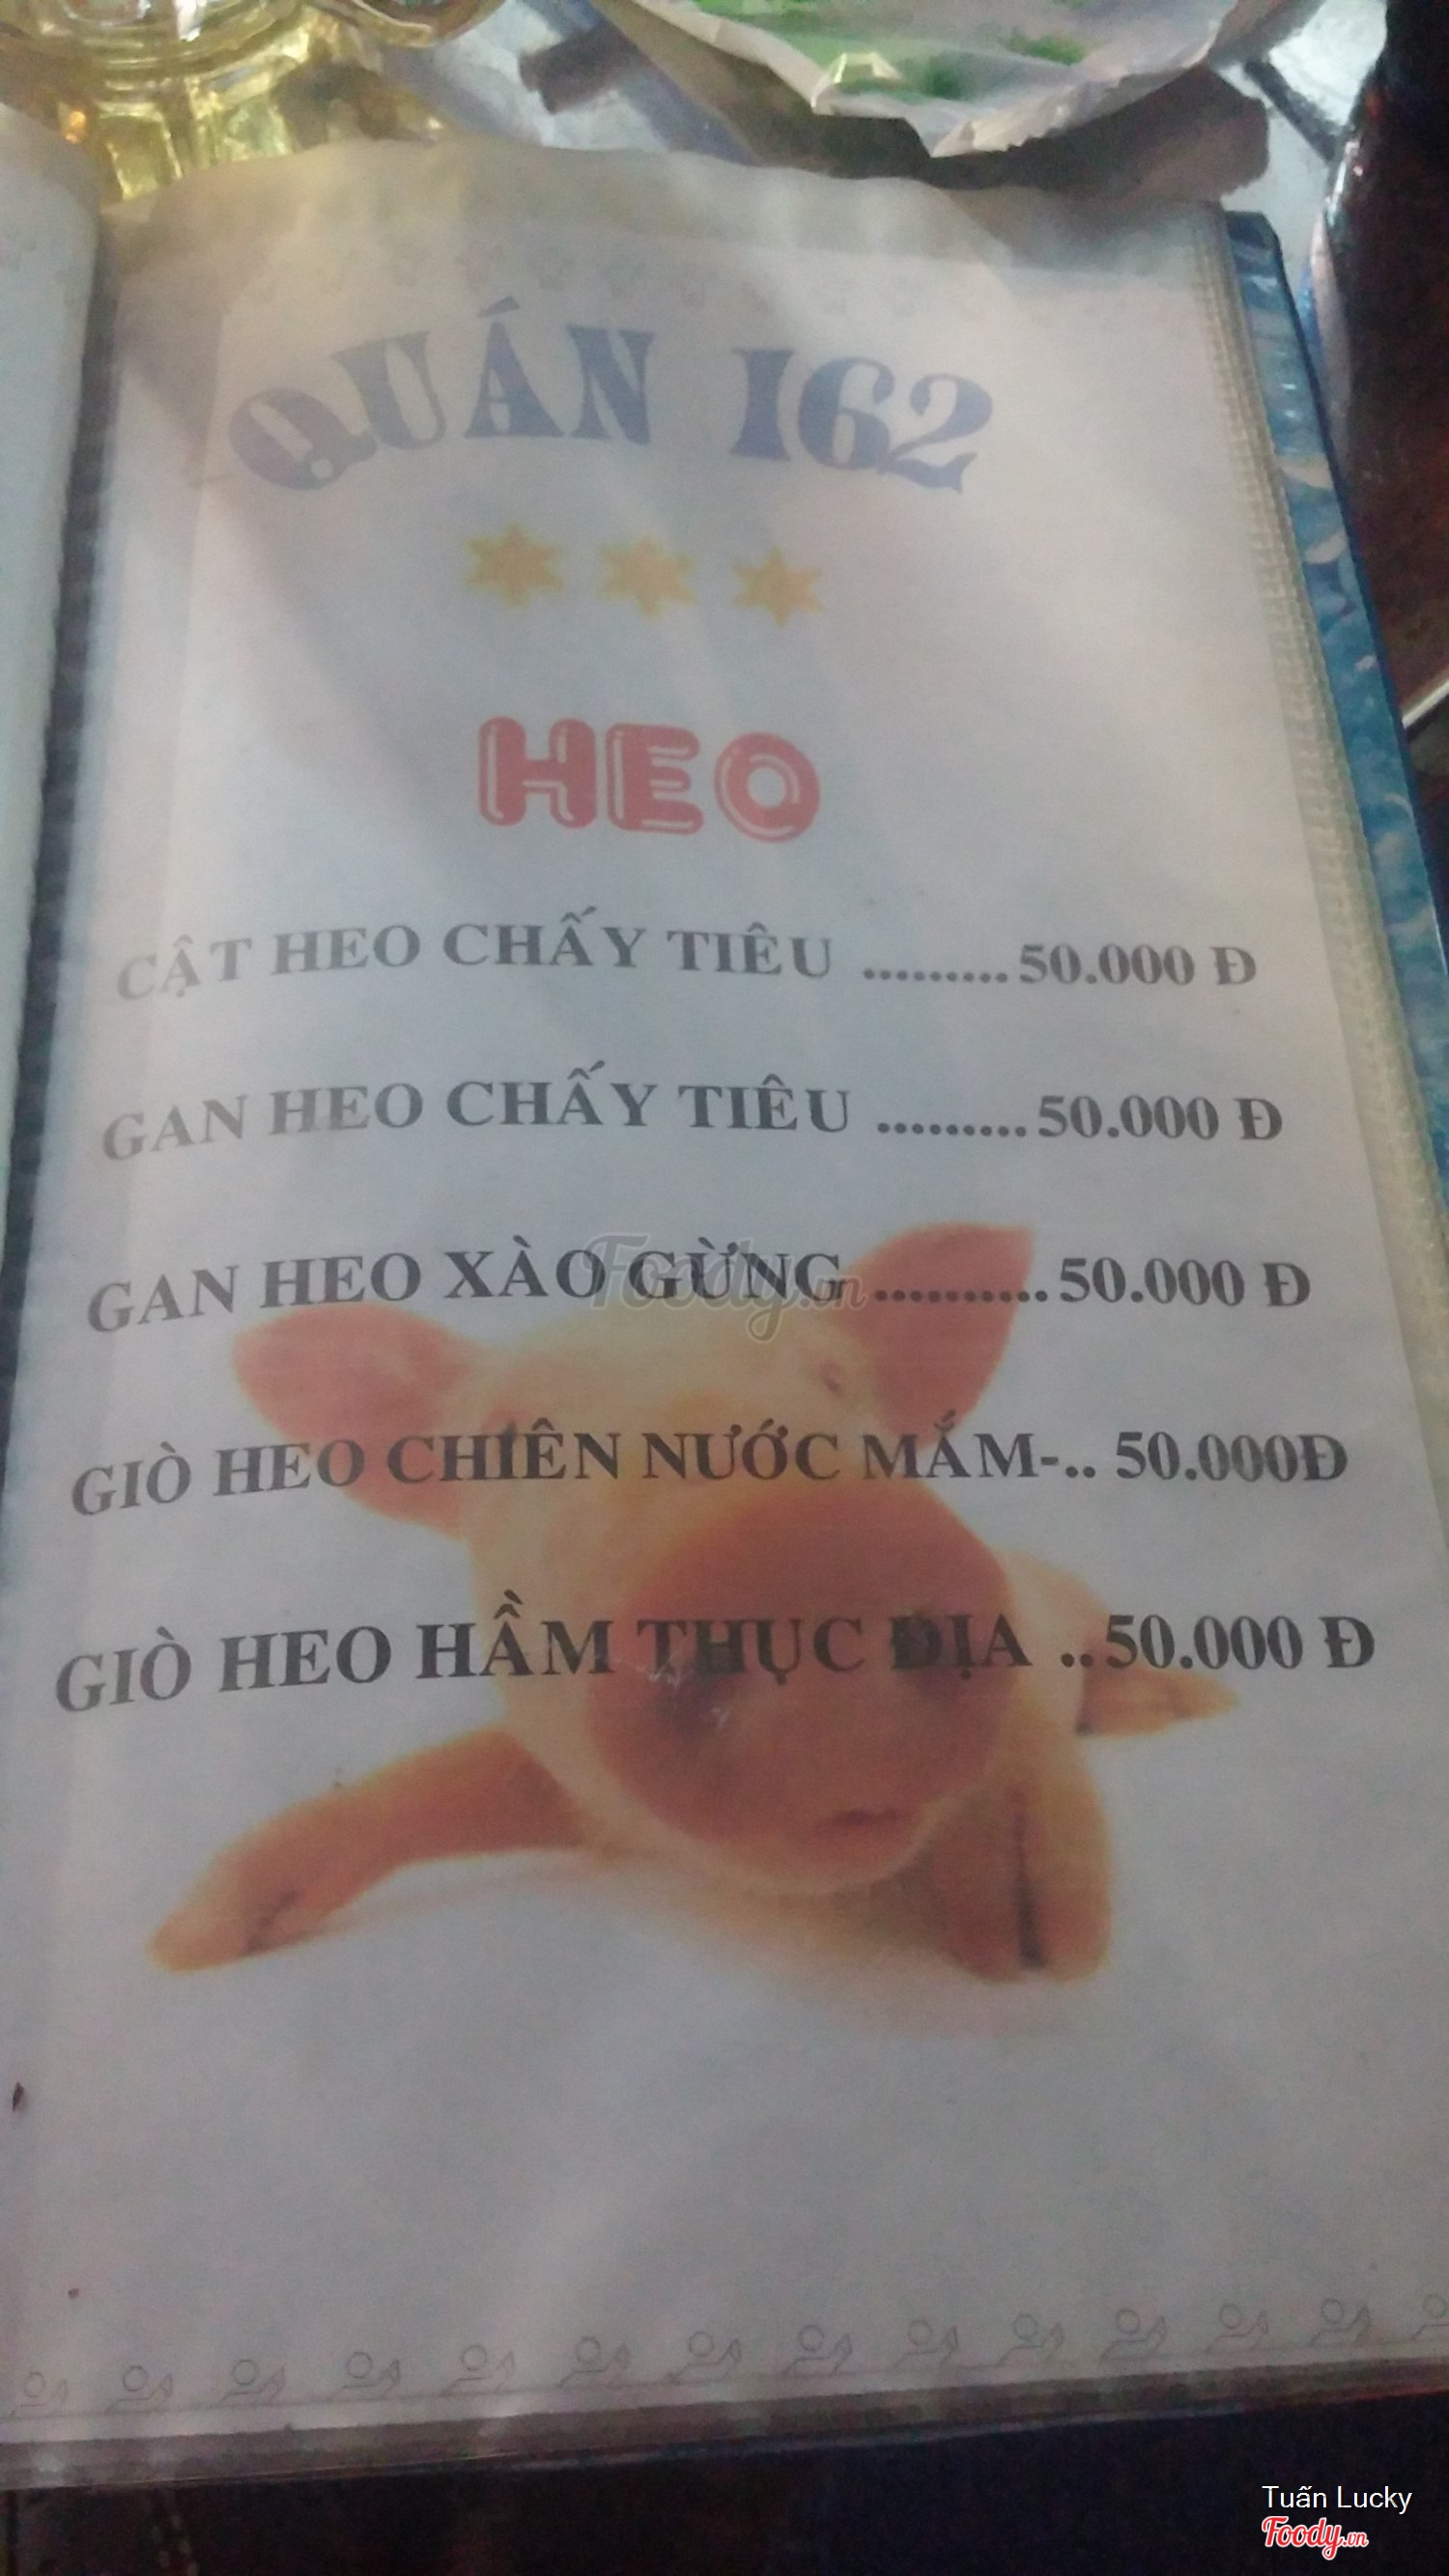 QUÁN 162
HEO
CẬT HEO CHẤY TIÊU .........50.000 Đ
GAN HEO CHẤY TIÊU .........50.000 Đ
GAN HEO XÀO GỪNG ..........50.000 Đ
GIÒ HEO CHIÊN NƯỚC MẮM-.. 50.000Đ
GIÒ HEO HẦM THỤC ĐỊA ..50.000 Đ
Foody.vn
Tuấn Lucky
Foody.vn